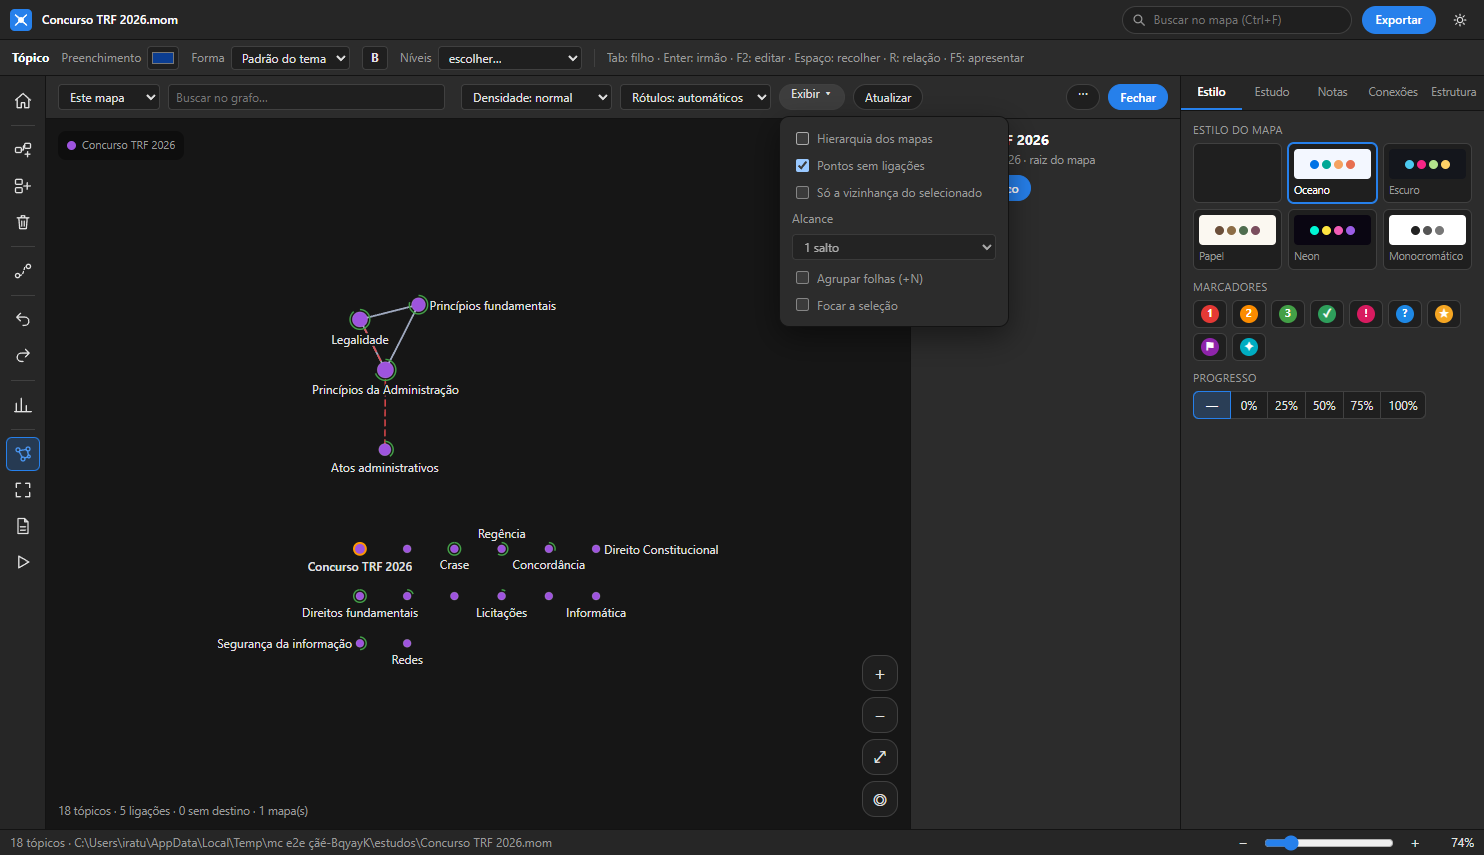 Concurso TRF 2026.mom
Buscar no mapa (Ctrl+F)
Exportar
Tópico
Preenchimento
Forma
Padrão do tema
B
Níveis
escolher...
Tab: filho · Enter: irmão · F2: editar · Espaço: recolher · R: relação · F5: apresentar
Este mapa
Buscar no grafo...
Densidade: normal
Rótulos: automáticos
Exibir
Atualizar
...
Fechar
Estilo
Estudo
Notas
Conexões
Estrutura
Concurso TRF 2026
Hierarquia dos mapas
Pontos sem ligações
Só a vizinhança do selecionado
Alcance
1 salto
Agrupar folhas (+N)
Focar a seleção
2026
26 · raiz do mapa
co
ESTILO DO MAPA
Oceano
Escuro
Papel
Neon
Monocromático
MARCADORES
1
2
3
!
?
PROGRESSO
—
0%
25%
50%
75%
100%
Princípios fundamentais
Legalidade
Princípios da Administração
Atos administrativos
Regência
Direito Constitucional
Concurso TRF 2026
Crase
Concordância
Direitos fundamentais
Licitações
Informática
Segurança da informação
Redes
+
−
18 tópicos · 5 ligações · 0 sem destino · 1 mapa(s)
18 tópicos · C:\Users\iratu\AppData\Local\Temp\mc e2e çãé-BqyayK\estudos\Concurso TRF 2026.mom
−
+
74%